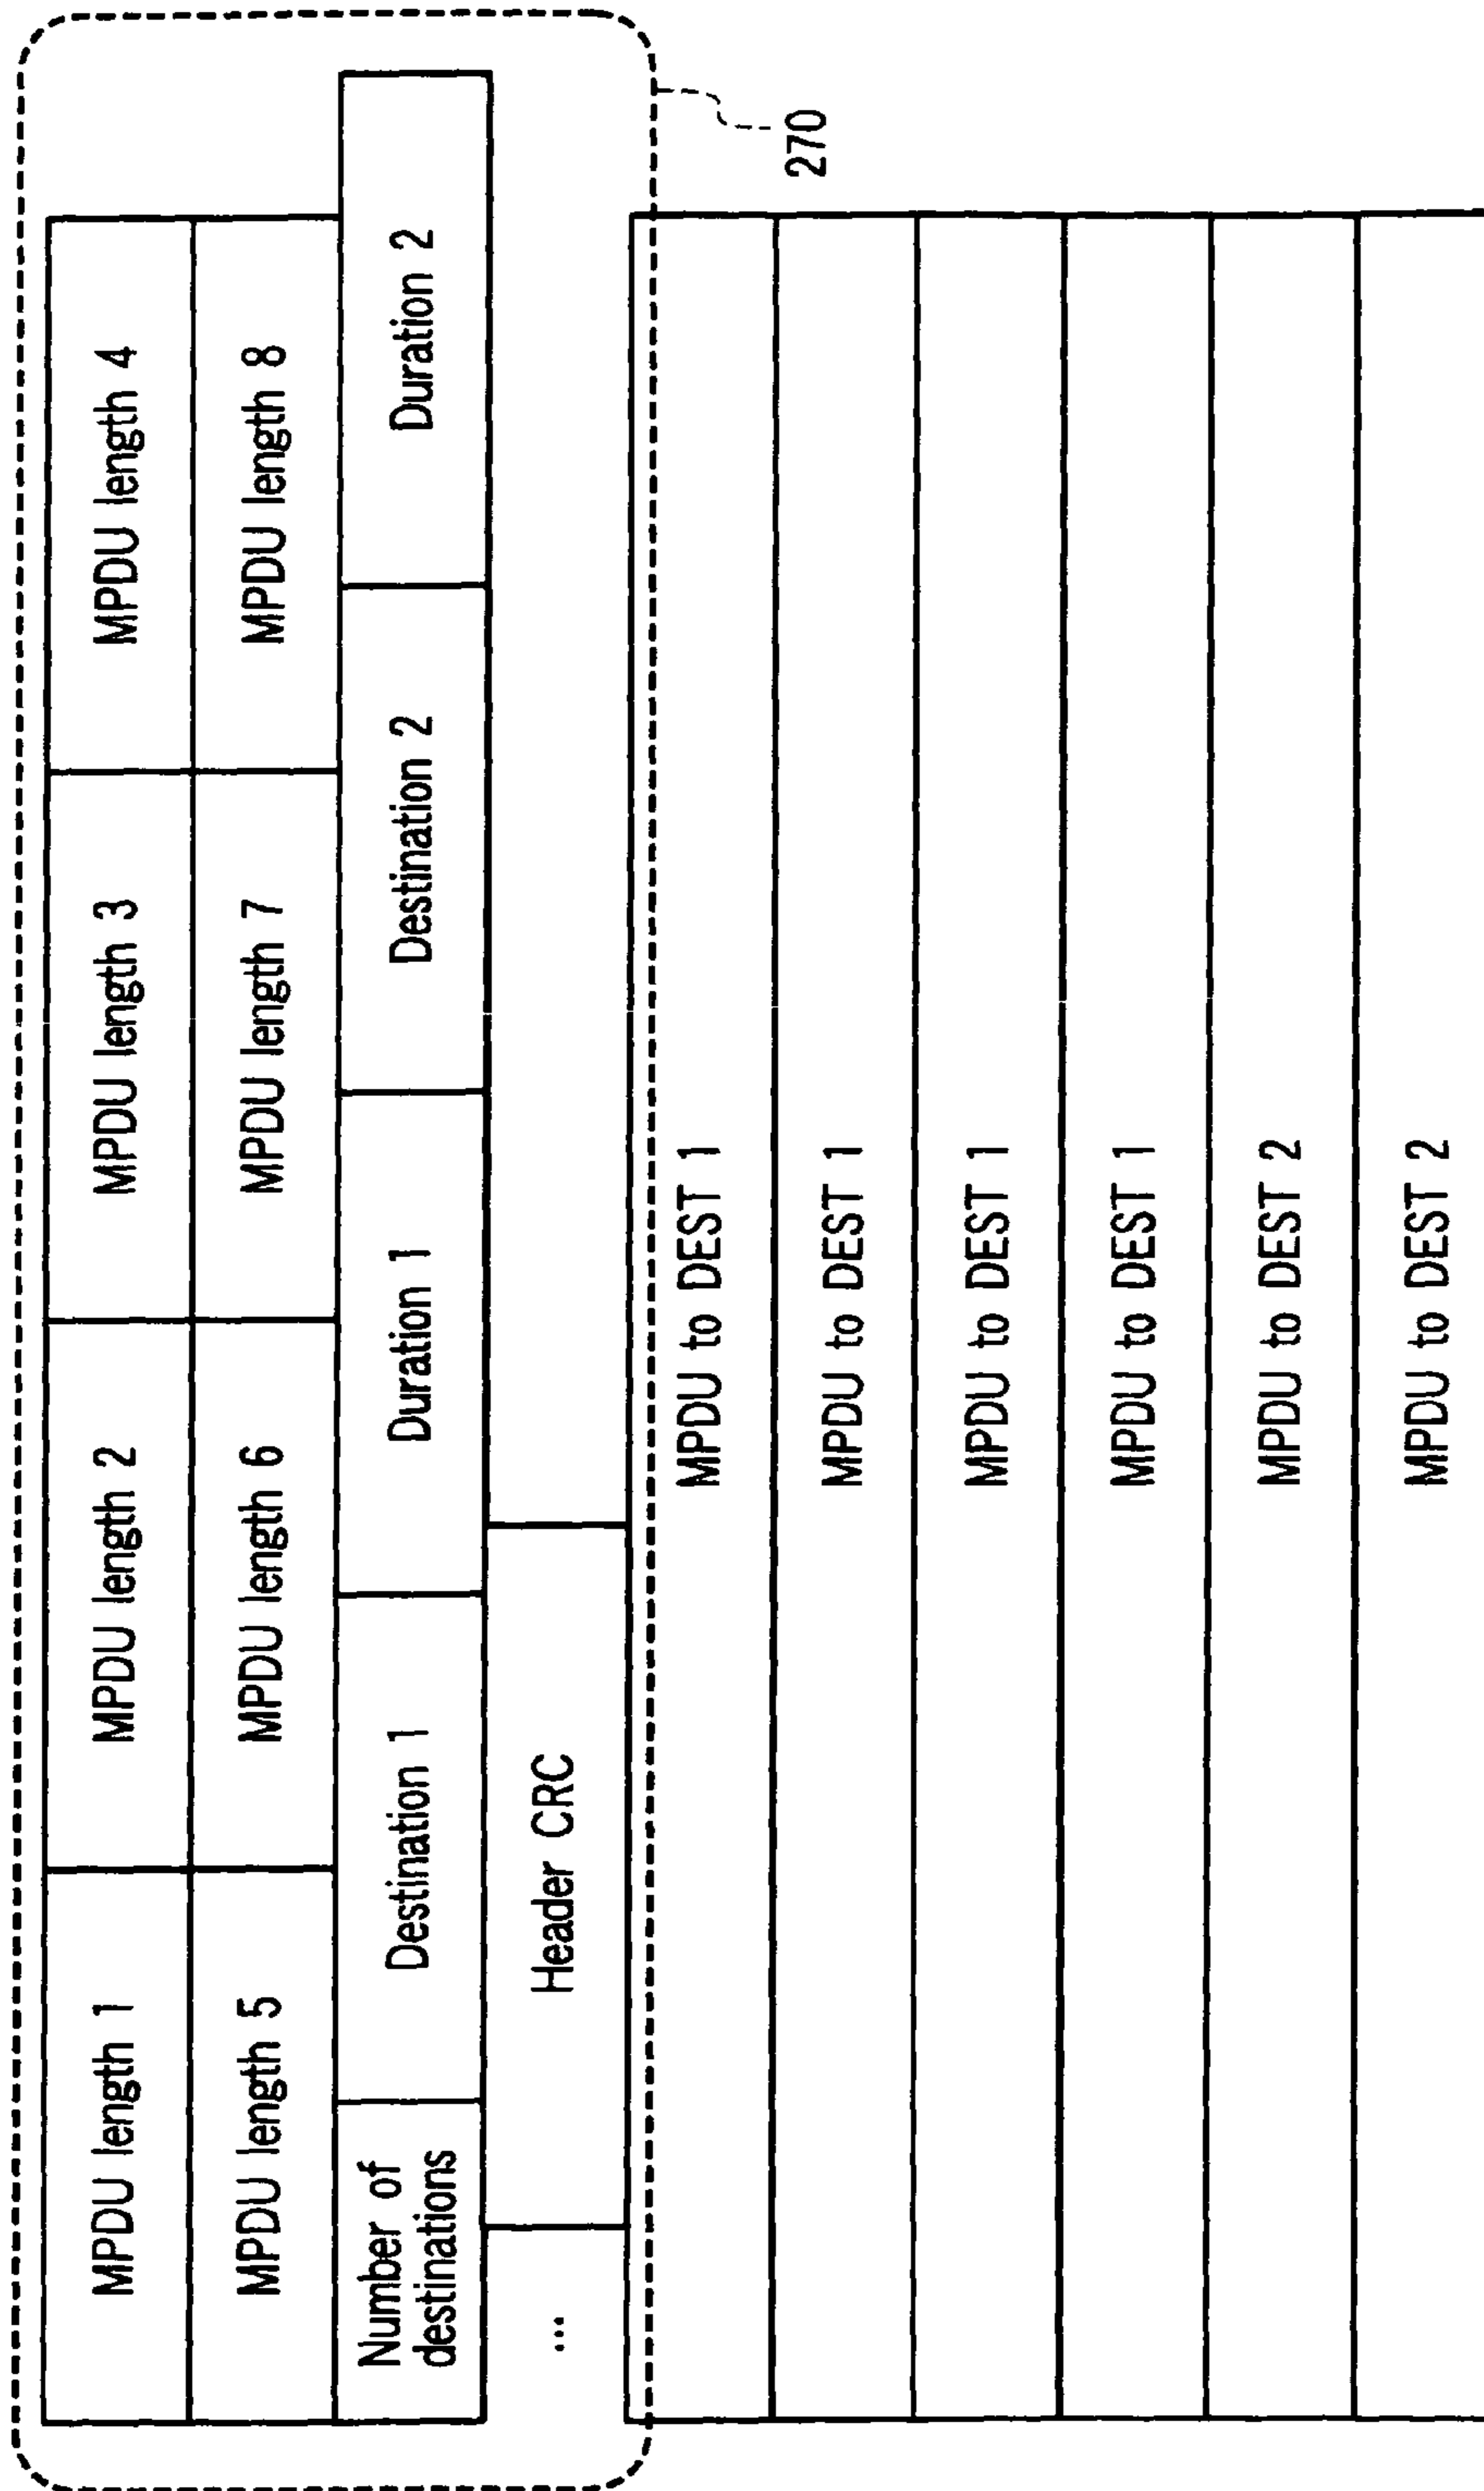 MPDU length 1
MPDU length 2
MPDU length 3
MPDU length 4
MPDU length 5
MPDU length 6
MPDU length 7
MPDU length 8
Number of
destinations
Destination 1
Duration 1
Destination 2
Duration 2
...
Header CRC
270
MPDU to DEST 1
MPDU to DEST 1
MPDU to DEST 1
MPDU to DEST 1
MPDU to DEST 2
MPDU to DEST 2